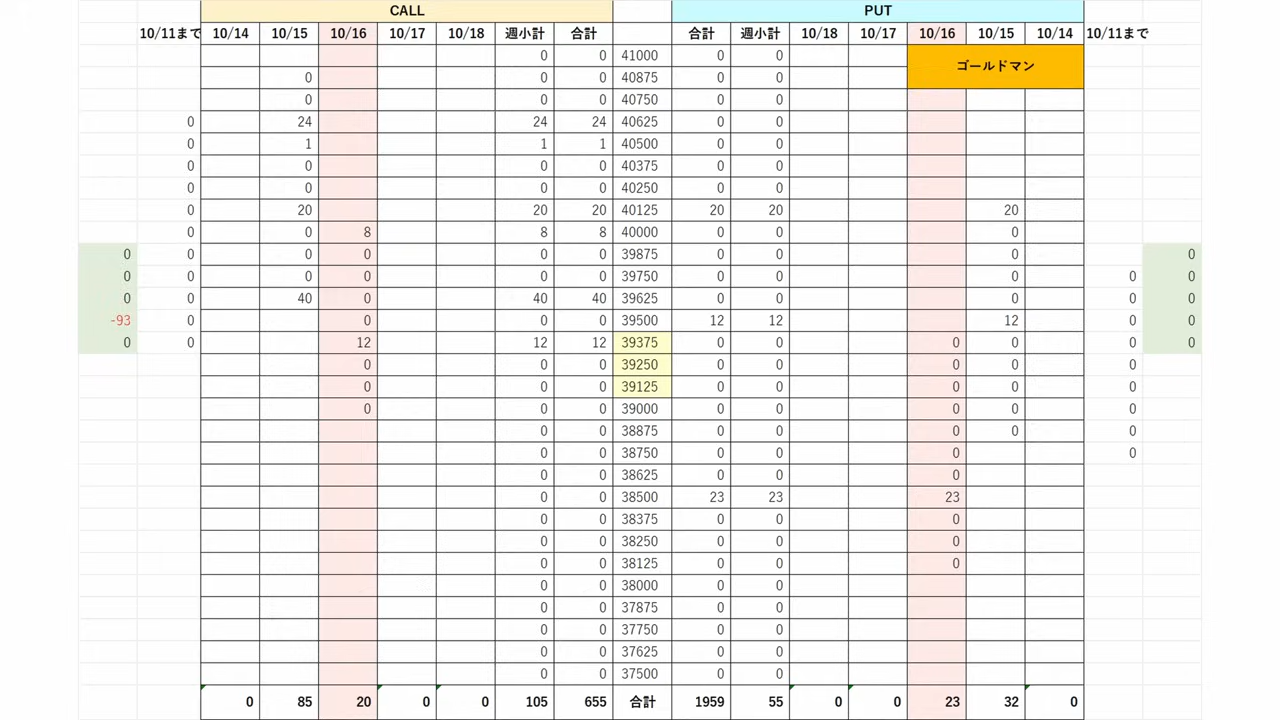 CALL PUT
10/11まで 10/14 10/15 10/16 10/17 10/18 週小計 合計 合計 週小計 10/18 10/17 10/16 10/15 10/14 10/11まで
0 0 41000 0 0 ゴールドマン
0 0 0 40875 0 0
0 0 0 40750 0 0
0 24 24 24 40625 0 0
0 1 1 1 40500 0 0
0 0 0 0 40375 0 0
0 0 0 0 40250 0 0
0 20 20 20 40125 20 20 20
0 0 8 8 8 40000 0 0 0
0 0 0 0 0 0 39875 0 0 0 0
0 0 0 0 0 0 39750 0 0 0 0 0
0 0 40 0 40 40 39625 0 0 0 0 0
-93 0 0 0 0 39500 12 12 12 0 0
0 0 12 12 12 39375 0 0 0 0 0 0
0 0 0 39250 0 0 0 0 0
0 0 0 39125 0 0 0 0 0
0 0 0 39000 0 0 0 0 0
0 0 38875 0 0 0 0 0
0 0 38750 0 0 0 0
0 0 38625 0 0 0
0 0 38500 23 23 23
0 0 38375 0 0 0
0 0 38250 0 0 0
0 0 38125 0 0 0
0 0 38000 0 0
0 0 37875 0 0
0 0 37750 0 0
0 0 37625 0 0
0 0 37500 0 0
0 85 20 0 0 105 655 合計 1959 55 0 0 23 32 0